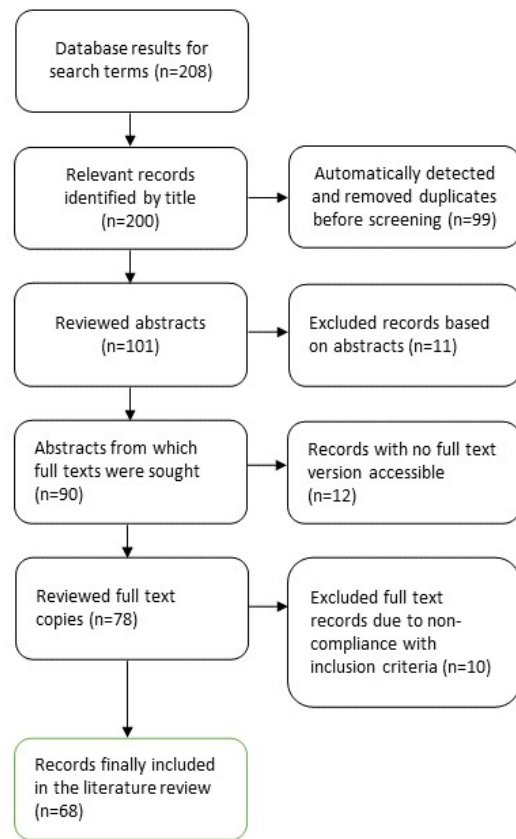 Database results for
search terms (n=208)
Relevant records
identified by title
(n=200)
Automatically detected
and removed duplicates
before screening (n=99)
Reviewed abstracts
(n=101)
Excluded records based
on abstracts (n=11)
Abstracts from which
full texts were sought
(n=90)
Records with no full text
version accessible
(n=12)
Reviewed full text
copies (n=78)
Excluded full text
records due to non-
compliance with
inclusion criteria (n=10)
Records finally included
in the literature review
(n=68)